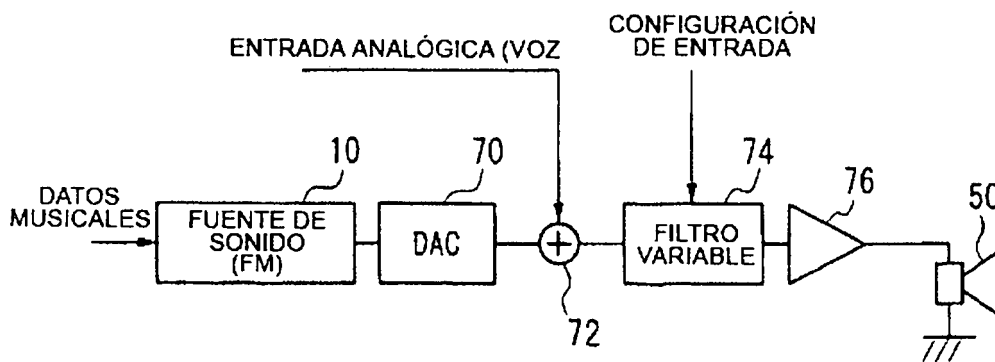 CONFIGURACIÓN
DE ENTRADA
ENTRADA ANALÓGICA (VOZ
10
70
74
76
50
DATOS
MUSICALES
FUENTE DE
SONIDO
(FM)
DAC
FILTRO
VARIABLE
72